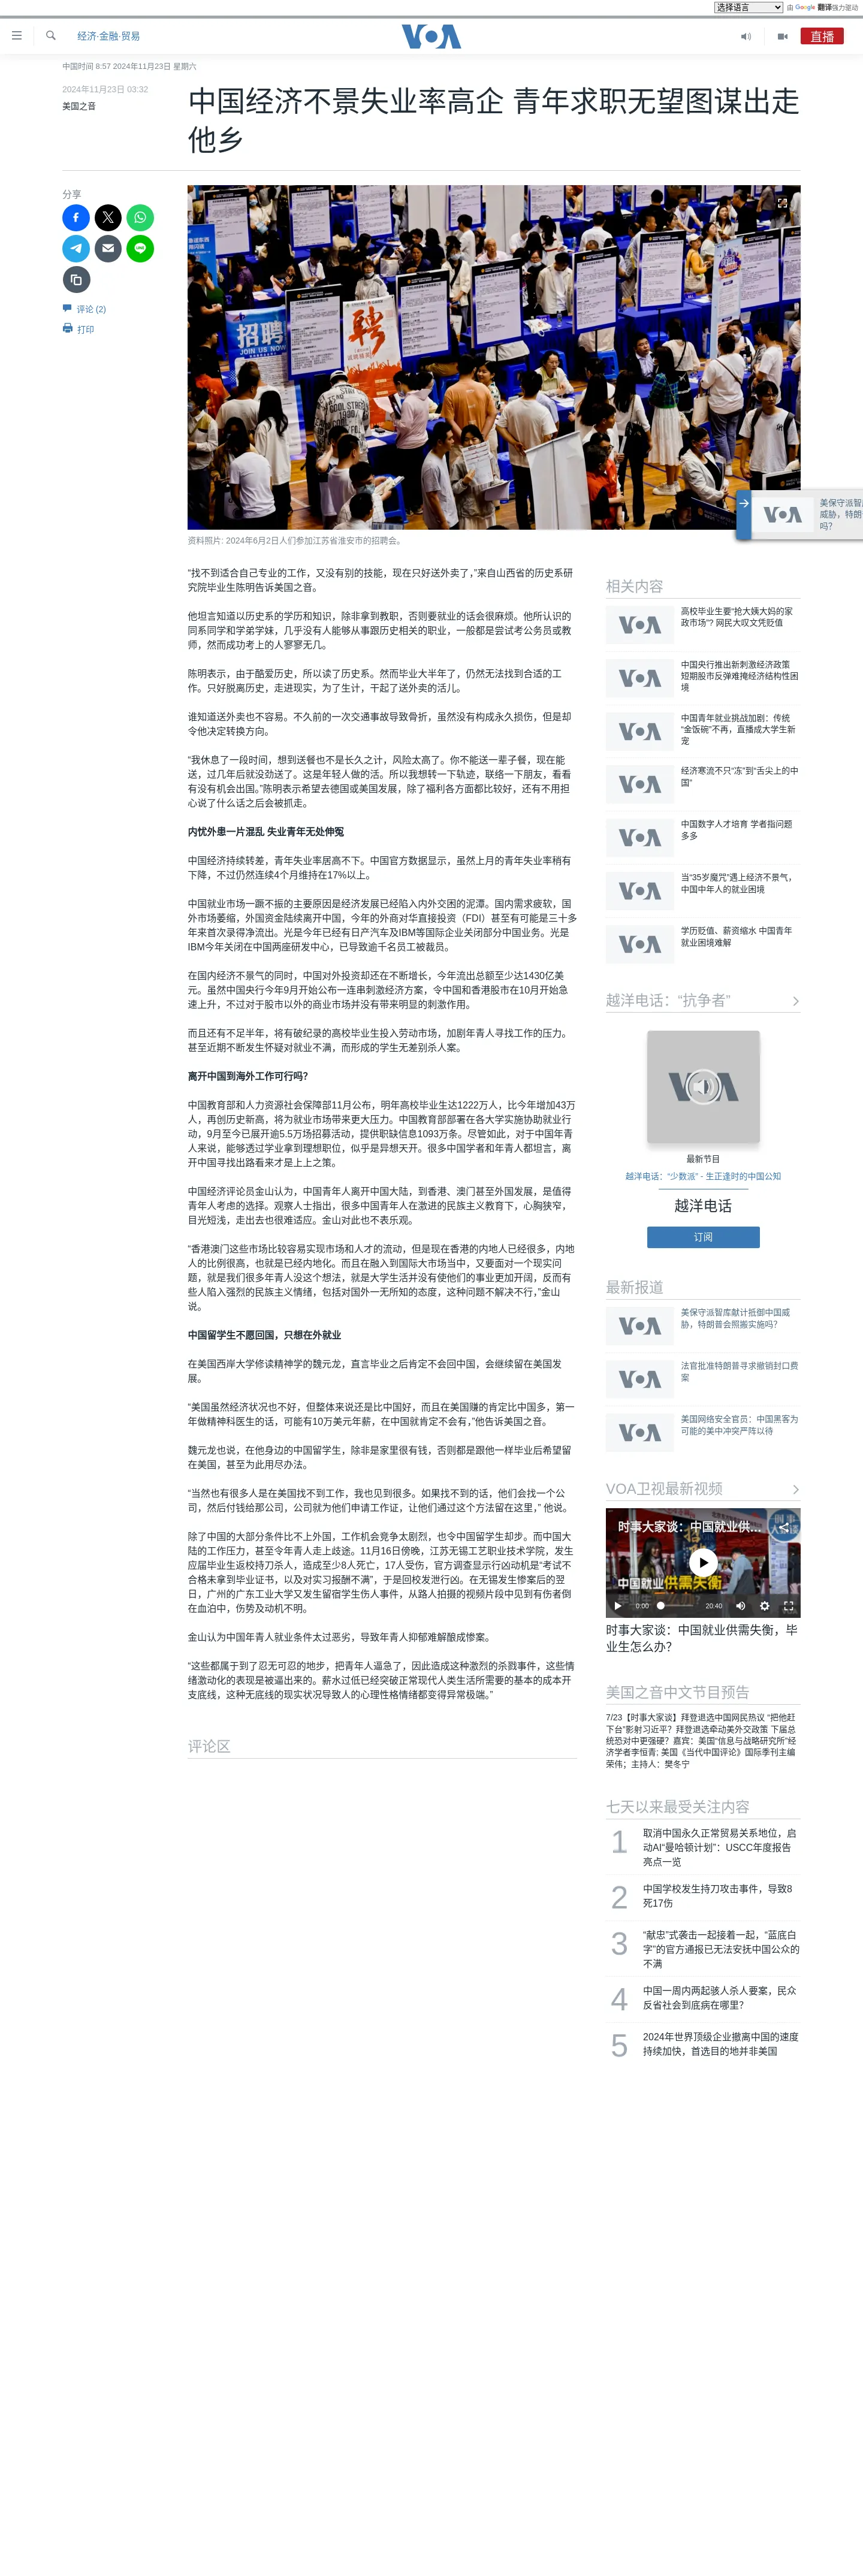 选择语言 由 Google 翻译强力驱动
经济·金融·贸易
VOA
直播
中国时间 8:57 2024年11月23日 星期六
2024年11月23日 03:32
美国之音
中国经济不景失业率高企 青年求职无望图谋出走
他乡
分享
评论 (2)
打印
招聘
JOIN US NOW
聘
资料照片: 2024年6月2日人们参加江苏省淮安市的招聘会。
VOA
“找不到适合自己专业的工作，又没有别的技能，现在只好送外卖了，”来自山西省的历史系研
究院毕业生陈明告诉美国之音。
他坦言知道以历史系的学历和知识，除非拿到教职，否则要就业的话会很麻烦。他所认识的
同系同学和学弟学妹，几乎没有人能够从事跟历史相关的职业，一般都是尝试考公务员或教
师，然而成功考上的人寥寥无几。
陈明表示，由于酷爱历史，所以读了历史系。然而毕业大半年了，仍然无法找到合适的工
作。只好脱离历史，走进现实，为了生计，干起了送外卖的活儿。
谁知道送外卖也不容易。不久前的一次交通事故导致骨折，虽然没有构成永久损伤，但是却
令他决定转换方向。
“我休息了一段时间，想到送餐也不是长久之计，风险太高了。你不能送一辈子餐，现在能
送，过几年后就没劲送了。这是年轻人做的活。所以我想转一下轨迹，联络一下朋友，看看
有没有机会出国。”陈明表示希望去德国或美国发展，除了福利各方面都比较好，还有不用担
心说了什么话之后会被抓走。
内忧外患一片混乱 失业青年无处伸冤
中国经济持续转差，青年失业率居高不下。中国官方数据显示，虽然上月的青年失业率稍有
下降，不过仍然连续4个月维持在17%以上。
中国就业市场一蹶不振的主要原因是经济发展已经陷入内外交困的泥潭。国内需求疲软，国
外市场萎缩，外国资金陆续离开中国，今年的外商对华直接投资（FDI）甚至有可能是三十多
年来首次录得净流出。光是今年已经有日产汽车及IBM等国际企业关闭部分中国业务。光是
IBM今年关闭在中国两座研发中心，已导致逾千名员工被裁员。
在国内经济不景气的同时，中国对外投资却还在不断增长，今年流出总额至少达1430亿美
元。虽然中国央行今年9月开始公布一连串刺激经济方案，令中国和香港股市在10月开始急
速上升，不过对于股市以外的商业市场并没有带来明显的刺激作用。
而且还有不足半年，将有破纪录的高校毕业生投入劳动市场，加剧年青人寻找工作的压力。
甚至近期不断发生怀疑对就业不满，而形成的学生无差别杀人案。
离开中国到海外工作可行吗?
中国教育部和人力资源社会保障部11月公布，明年高校毕业生达1222万人，比今年增加43万
人，再创历史新高，将为就业市场带来更大压力。中国教育部部署在各大学实施协助就业行
动，9月至今已展开逾5.5万场招募活动，提供职缺信息1093万条。尽管如此，对于中国年青
人来说，能够透过学业拿到理想职位，似乎是异想天开。很多中国学者和年青人都坦言，离
开中国寻找出路看来才是上上之策。
中国经济评论员金山认为，中国青年人离开中国大陆，到香港、澳门甚至外国发展，是值得
青年人考虑的选择。观察人士指出，很多中国青年人在激进的民族主义教育下，心胸狭窄，
目光短浅，走出去也很难适应。金山对此也不表乐观。
“香港澳门这些市场比较容易实现市场和人才的流动，但是现在香港的内地人已经很多，内地
人的比例很高，也就是已经内地化。而且在融入到国际大市场当中，又要面对一个现实问
题，就是我们很多年青人没这个想法，就是大学生活并没有使他们的事业更加开阔，反而有
些人陷入强烈的民族主义情绪，包括对国外一无所知的态度，这种问题不解决不行，”金山
说。
中国留学生不愿回国，只想在外就业
在美国西岸大学修读精神学的魏元龙，直言毕业之后肯定不会回中国，会继续留在美国发
展。
“美国虽然经济状况也不好，但整体来说还是比中国好，而且在美国赚的肯定比中国多，第一
年做精神科医生的话，可能有10万美元年薪，在中国就肯定不会有，”他告诉美国之音。
魏元龙也说，在他身边的中国留学生，除非是家里很有钱，否则都是跟他一样毕业后希望留
在美国，甚至为此用尽办法。
“当然也有很多人是在美国找不到工作，我也见到很多。如果找不到的话，他们会找一个公
司，然后付钱给那公司，公司就为他们申请工作证，让他们通过这个方法留在这里，” 他说。
除了中国的大部分条件比不上外国，工作机会竞争太剧烈，也令中国留学生却步。而中国大
陆的工作压力，甚至令年青人走上歧途。11月16日傍晚，江苏无锡工艺职业技术学院，发生
应届毕业生返校持刀杀人，造成至少8人死亡，17人受伤，官方调查显示行凶动机是“考试不
合格未拿到毕业证书，以及对实习报酬不满”，于是回校发泄行凶。在无锡发生惨案后的翌
日，广州的广东工业大学又发生留宿学生伤人事件，从路人拍摄的视频片段中见到有伤者倒
在血泊中，伤势及动机不明。
金山认为中国年青人就业条件太过恶劣，导致年青人抑郁难解酿成惨案。
“这些都属于到了忍无可忍的地步，把青年人逼急了，因此造成这种激烈的杀戮事件，这些情
绪激动化的表现是被逼出来的。薪水过低已经突破正常现代人类生活所需要的基本的成本开
支底线，这种无底线的现实状况导致人的心理性格情绪都变得异常极端。”
评论区
美保守派智
威胁，特朗
吗？
相关内容
高校毕业生要“抢大姨大妈的家
政市场”? 网民大叹文凭贬值
中国央行推出新刺激经济政策
短期股市反弹难掩经济结构性困
境
中国青年就业挑战加剧：传统
“金饭碗”不再，直播成大学生新
宠
经济寒流不只“冻”到“舌尖上的中
国”
中国数字人才培育 学者指问题
多多
当“35岁魔咒”遇上经济不景气，
中国中年人的就业困境
学历贬值、薪资缩水 中国青年
就业困境难解
越洋电话：“抗争者”
最新节目
越洋电话：“少数派” - 生正逢时的中国公知
越洋电话
订阅
最新报道
美保守派智库献计抵御中国威
胁，特朗普会照搬实施吗？
法官批准特朗普寻求撤销封口费
案
美国网络安全官员：中国黑客为
可能的美中冲突严阵以待
VOA卫视最新视频
时事大家谈：中国就业供…
中国就业供需失衡
0:00 20:40
时事大家谈：中国就业供需失衡，毕
业生怎么办?
美国之音中文节目预告
7/23【时事大家谈】拜登退选中国网民热议 “把他赶
下台”影射习近平？拜登退选牵动美外交政策 下届总
统恐对中更强硬？嘉宾：美国“信息与战略研究所”经
济学者李恒青; 美国《当代中国评论》国际季刊主编
荣伟；主持人：樊冬宁
七天以来最受关注内容
1 取消中国永久正常贸易关系地位，启
动AI“曼哈顿计划”：USCC年度报告
亮点一览
2 中国学校发生持刀攻击事件，导致8
死17伤
3 “献忠”式袭击一起接着一起，“蓝底白
字”的官方通报已无法安抚中国公众的
不满
4 中国一周内两起骇人杀人要案，民众
反省社会到底病在哪里？
5 2024年世界顶级企业撤离中国的速度
持续加快，首选目的地并非美国